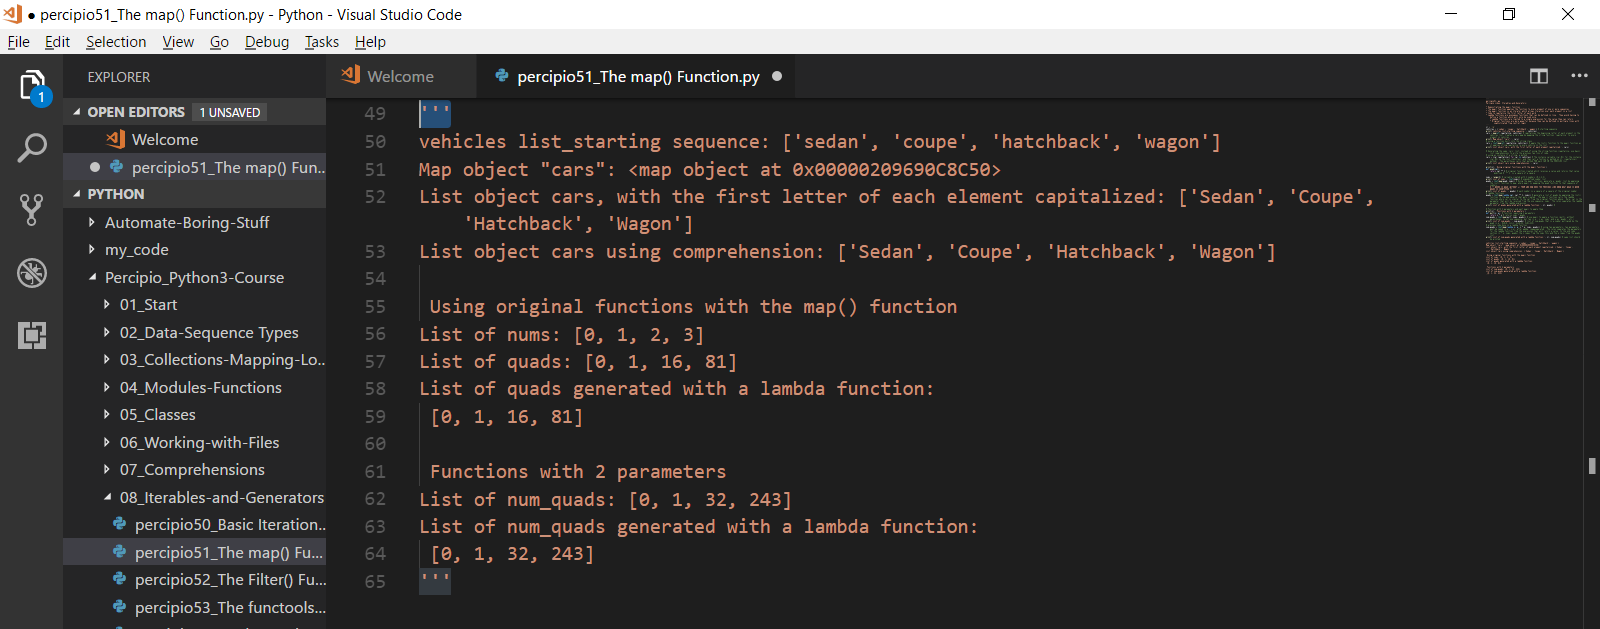 ● percipio51_The map() Function.py - Python - Visual Studio Code
File Edit Selection View Go Debug Tasks Help
1
EXPLORER
OPEN EDITORS 1 UNSAVED
Welcome
percipio51_The map() Fun...
PYTHON
Automate-Boring-Stuff
my_code
Percipio_Python3-Course
01_Start
02_Data-Sequence Types
03_Collections-Mapping-Lo...
04_Modules-Functions
05_Classes
06_Working-with-Files
07_Comprehensions
08_Iterables-and-Generators
percipio50_Basic Iteration...
percipio51_The map() Fu...
percipio52_The Filter() Fu...
percipio53_The functools...
Welcome percipio51_The map() Function.py ●
49 '''
50 vehicles list_starting sequence: ['sedan', 'coupe', 'hatchback', 'wagon']
51 Map object "cars": <map object at 0x00000209690C8C50>
52 List object cars, with the first letter of each element capitalized: ['Sedan', 'Coupe',
'Hatchback', 'Wagon']
53 List object cars using comprehension: ['Sedan', 'Coupe', 'Hatchback', 'Wagon']
54
55 Using original functions with the map() function
56 List of nums: [0, 1, 2, 3]
57 List of quads: [0, 1, 16, 81]
58 List of quads generated with a lambda function:
59 [0, 1, 16, 81]
60
61 Functions with 2 parameters
62 List of num_quads: [0, 1, 32, 243]
63 List of num_quads generated with a lambda function:
64 [0, 1, 32, 243]
65 '''